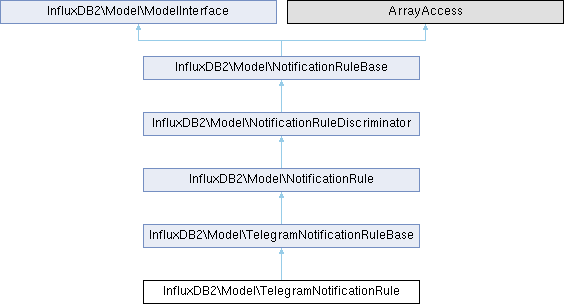 InfluxDB2\Model\ModelInterface
ArrayAccess
InfluxDB2\Model\NotificationRuleBase
InfluxDB2\Model\NotificationRuleDiscriminator
InfluxDB2\Model\NotificationRule
InfluxDB2\Model\TelegramNotificationRuleBase
InfluxDB2\Model\TelegramNotificationRule